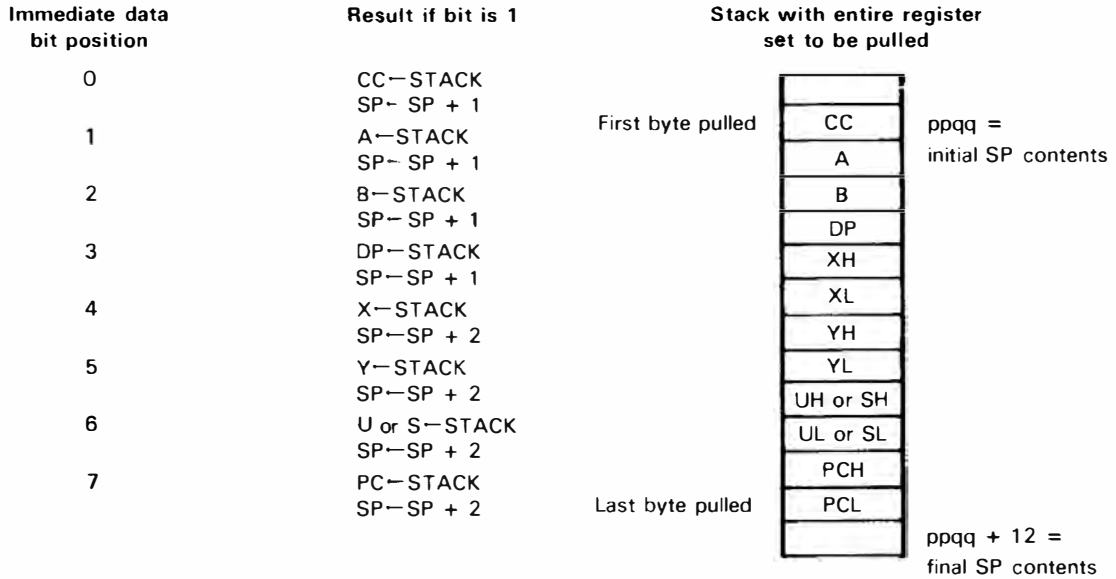 Immediate data bit position
Result if bit is 1
Stack with entire register set to be pulled
0
CC←STACK
SP← SP + 1
1
A←STACK
SP← SP + 1
2
B←STACK
SP← SP + 1
3
DP←STACK
SP←SP + 1
4
X←STACK
SP←SP + 2
5
Y←STACK
SP←SP + 2
6
U or S←STACK
SP←SP + 2
7
PC←STACK
SP←SP + 2
First byte pulled
CC
A
B
DP
XH
XL
YH
YL
UH or SH
UL or SL
PCH
Last byte pulled
PCL
ppqq =
initial SP contents
ppqq + 12 =
final SP contents